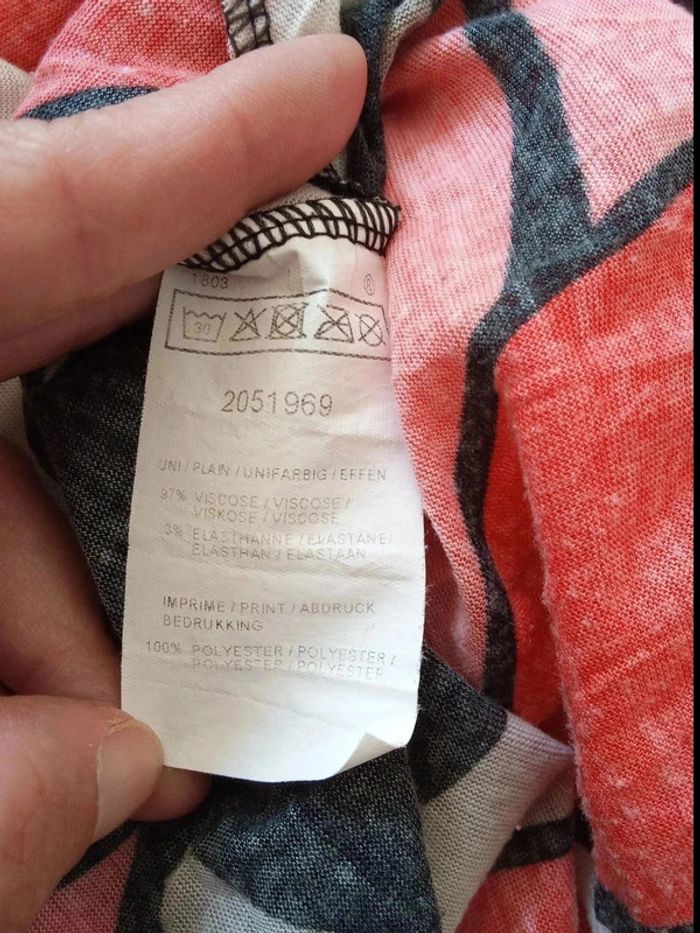 1803 ®
30
2051969
UNI / PLAIN / UNIFARBIG / EFFEN
97% VISCOSE / VISCOSE /
VISKOSE / VISCOSE
3% ELASTHANNE / ELASTANE /
ELASTHAN / ELASTAAN
IMPRIME / PRINT / ABDRUCK
BEDRUKKING
100% POLYESTER / POLYESTER /
POLYESTER / POLYESTER